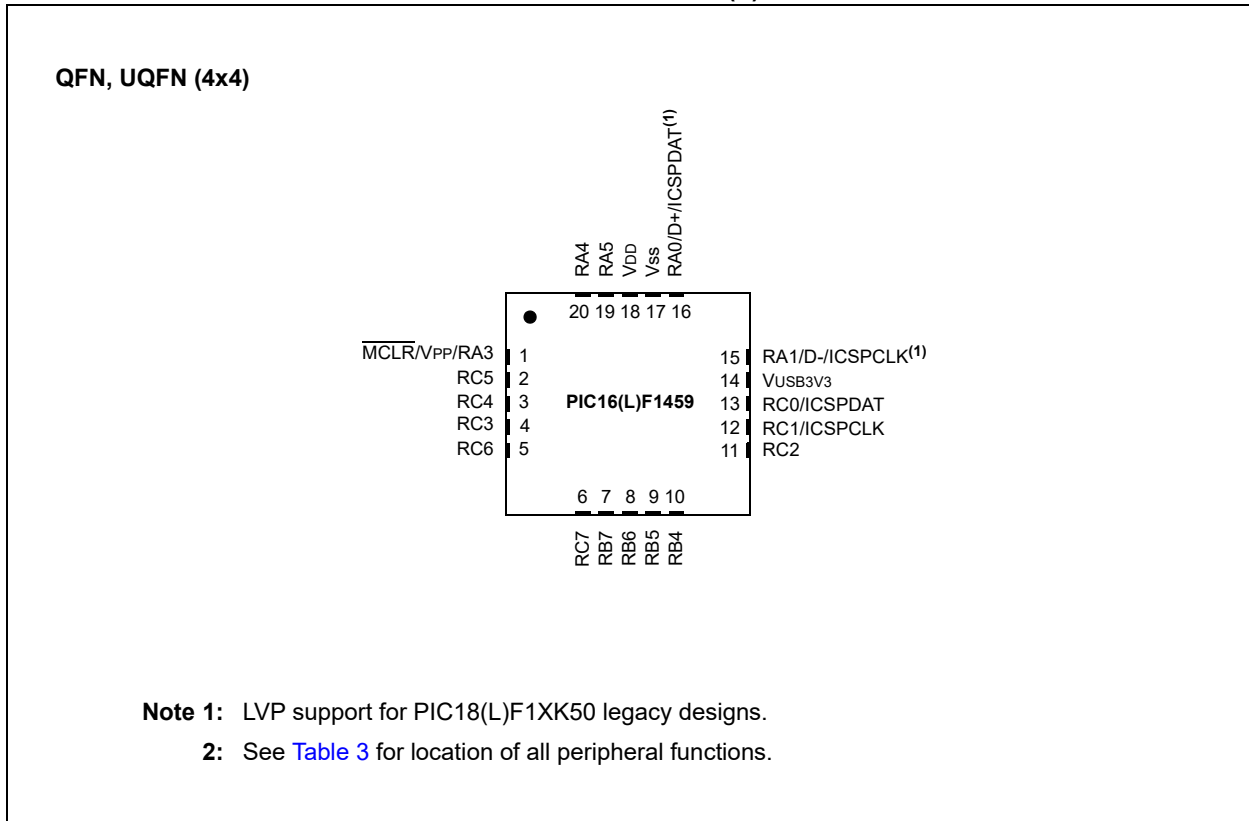 QFN, UQFN (4x4)
RA4
RA5
VDD
Vss
RA0/D+/ICSPDAT(1)
20 19 18 17 16
MCLR/VPP/RA3 1
RC5 2
RC4 3
RC3 4
RC6 5
PIC16(L)F1459
15 RA1/D-/ICSPCLK(1)
14 VUSB3V3
13 RC0/ICSPDAT
12 RC1/ICSPCLK
11 RC2
6 7 8 9 10
RC7
RB7
RB6
RB5
RB4
Note 1: LVP support for PIC18(L)F1XK50 legacy designs.
2: See Table 3 for location of all peripheral functions.